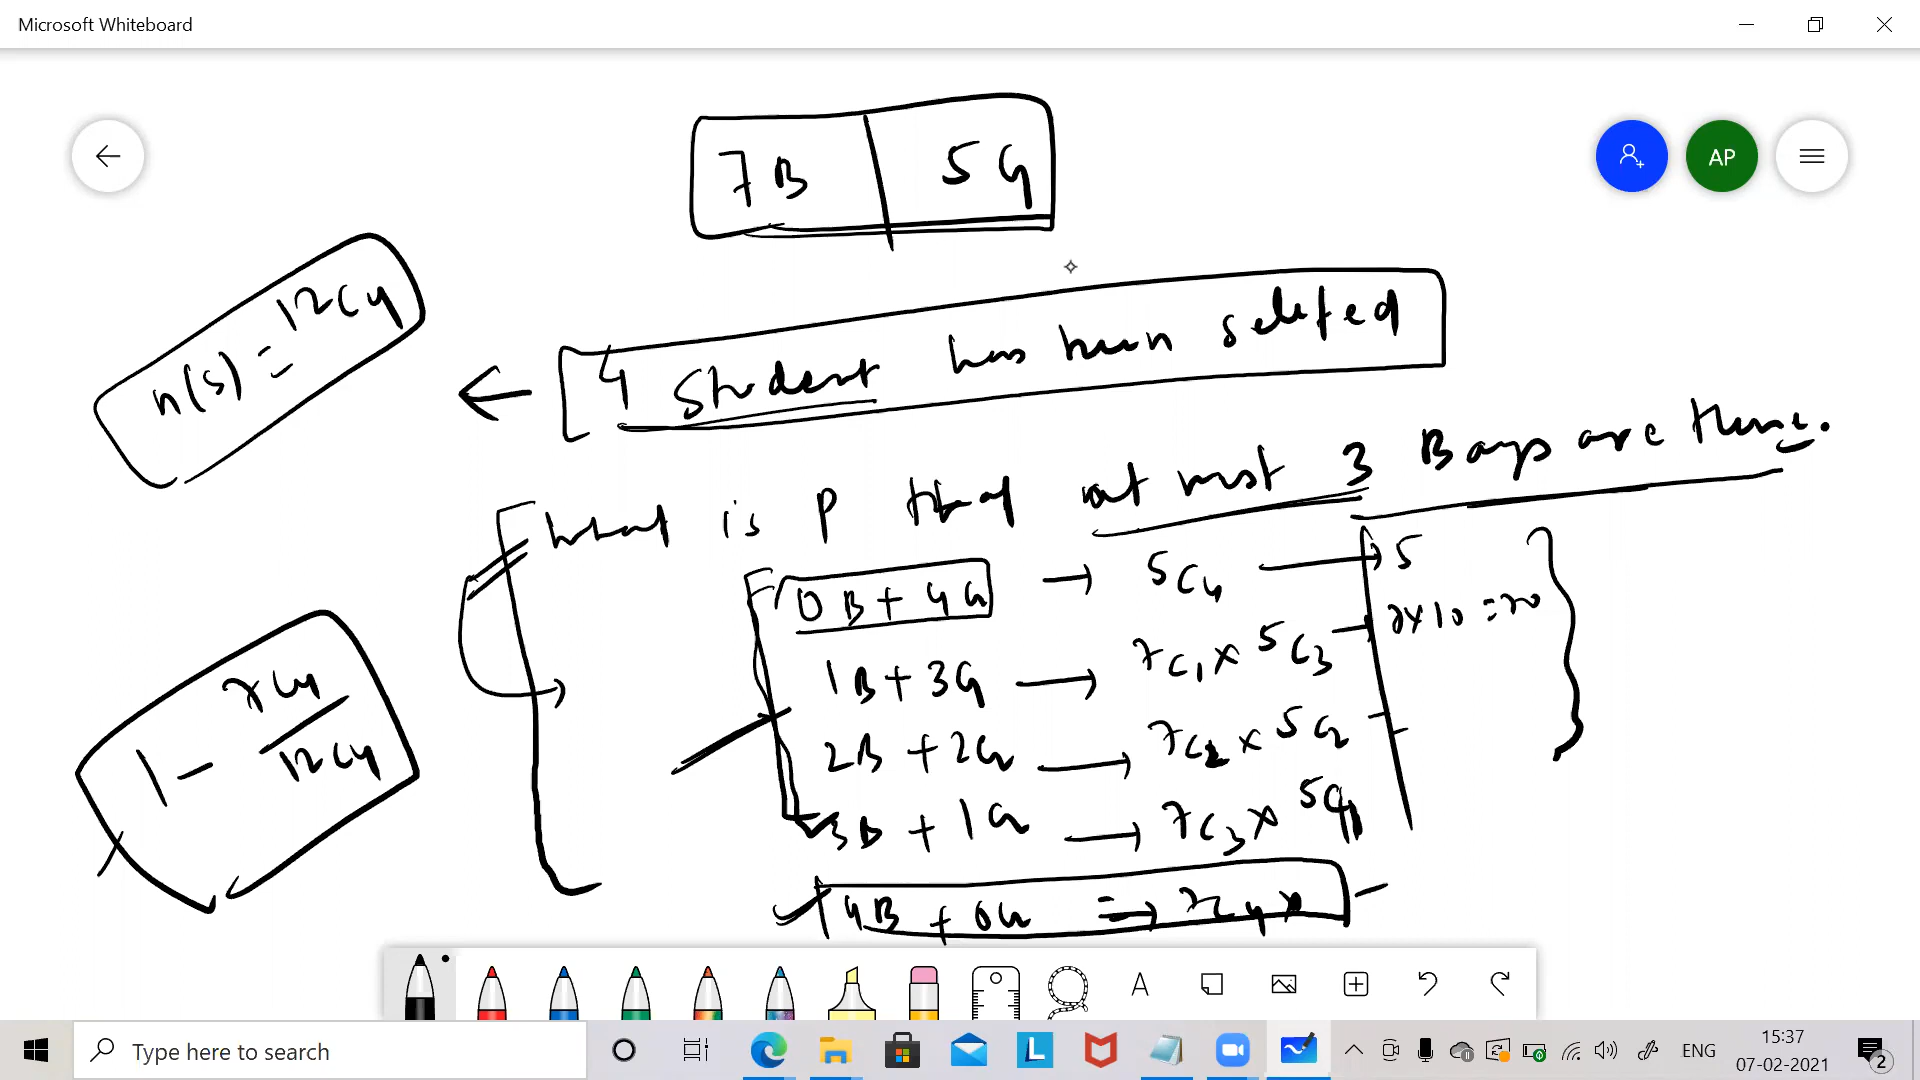 Microsoft Whiteboard
AP
7B | 5G
n(s) = 12C4
4 Student has been selected
What is P that at most 3 Boys are there.
0B + 4G → 5C4 → 5
1B + 3G → 7C1 × 5C3 → 7×10 = 70
2B + 2G → 7C2 × 5C2
3B + 1G → 7C3 × 5C1
4B + 0G ⇒ 7C4 ×
1 - 7C4
12C4
Type here to search
ENG
15:37
07-02-2021
2